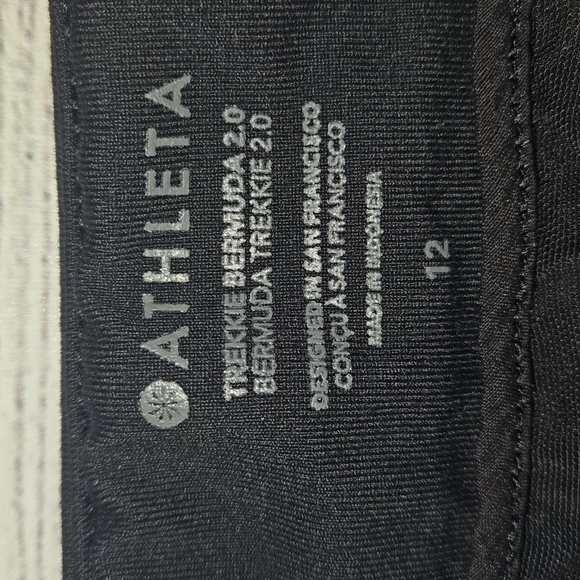 ATHLETA
TREKKIE BERMUDA 2.0
BERMUDA TREKKIE 2.0
DESIGNED IN SAN FRANCISCO
CONÇU À SAN FRANCISCO
MADE IN INDONESIA
12